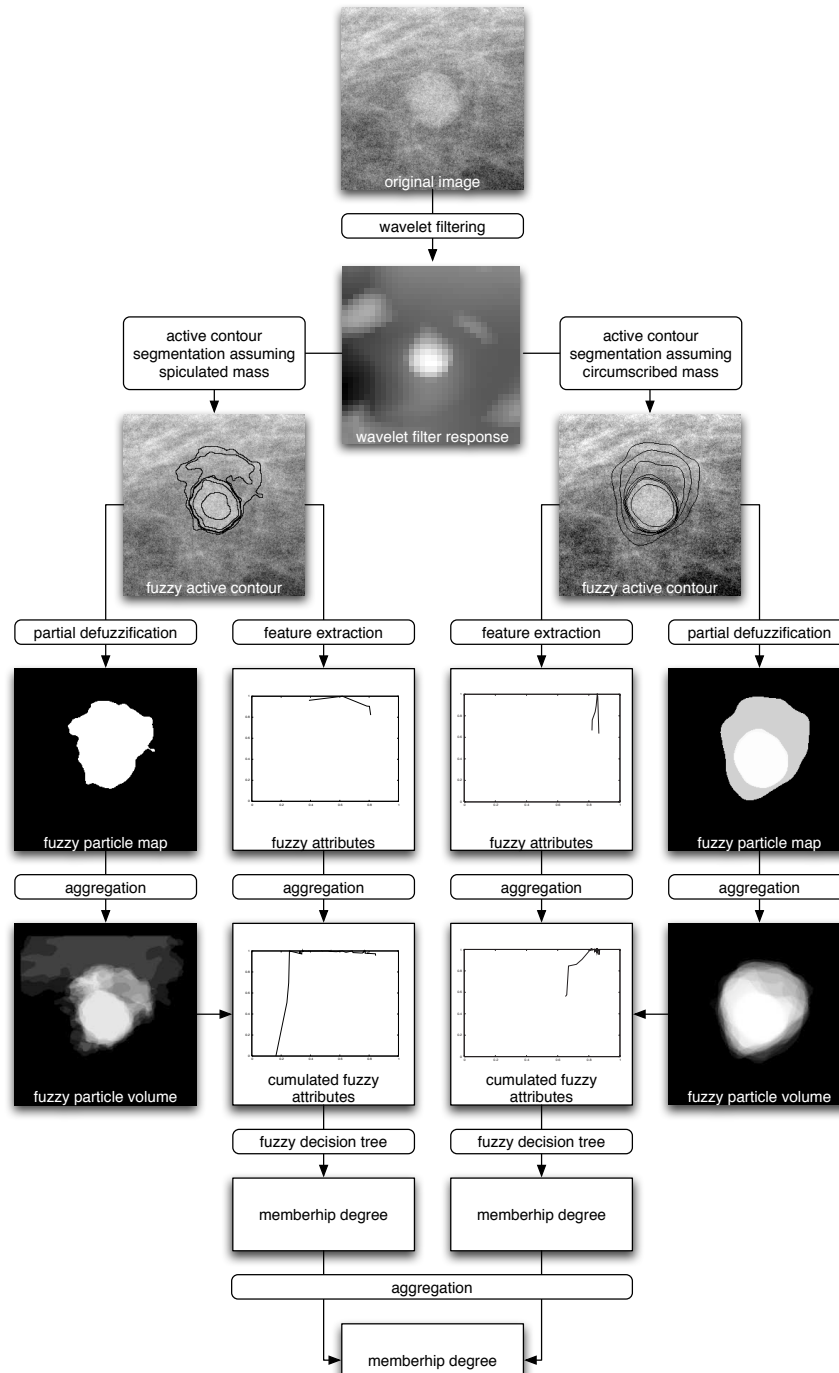 original image
wavelet filtering
active contour
segmentation assuming
spiculated mass
active contour
segmentation assuming
circumscribed mass
wavelet filter response
fuzzy active contour
fuzzy active contour
partial defuzzification
feature extraction
feature extraction
partial defuzzification
fuzzy particle map
fuzzy attributes
fuzzy attributes
fuzzy particle map
aggregation
aggregation
aggregation
aggregation
fuzzy particle volume
cumulated fuzzy
attributes
cumulated fuzzy
attributes
fuzzy particle volume
fuzzy decision tree
fuzzy decision tree
memberhip degree
memberhip degree
aggregation
memberhip degree